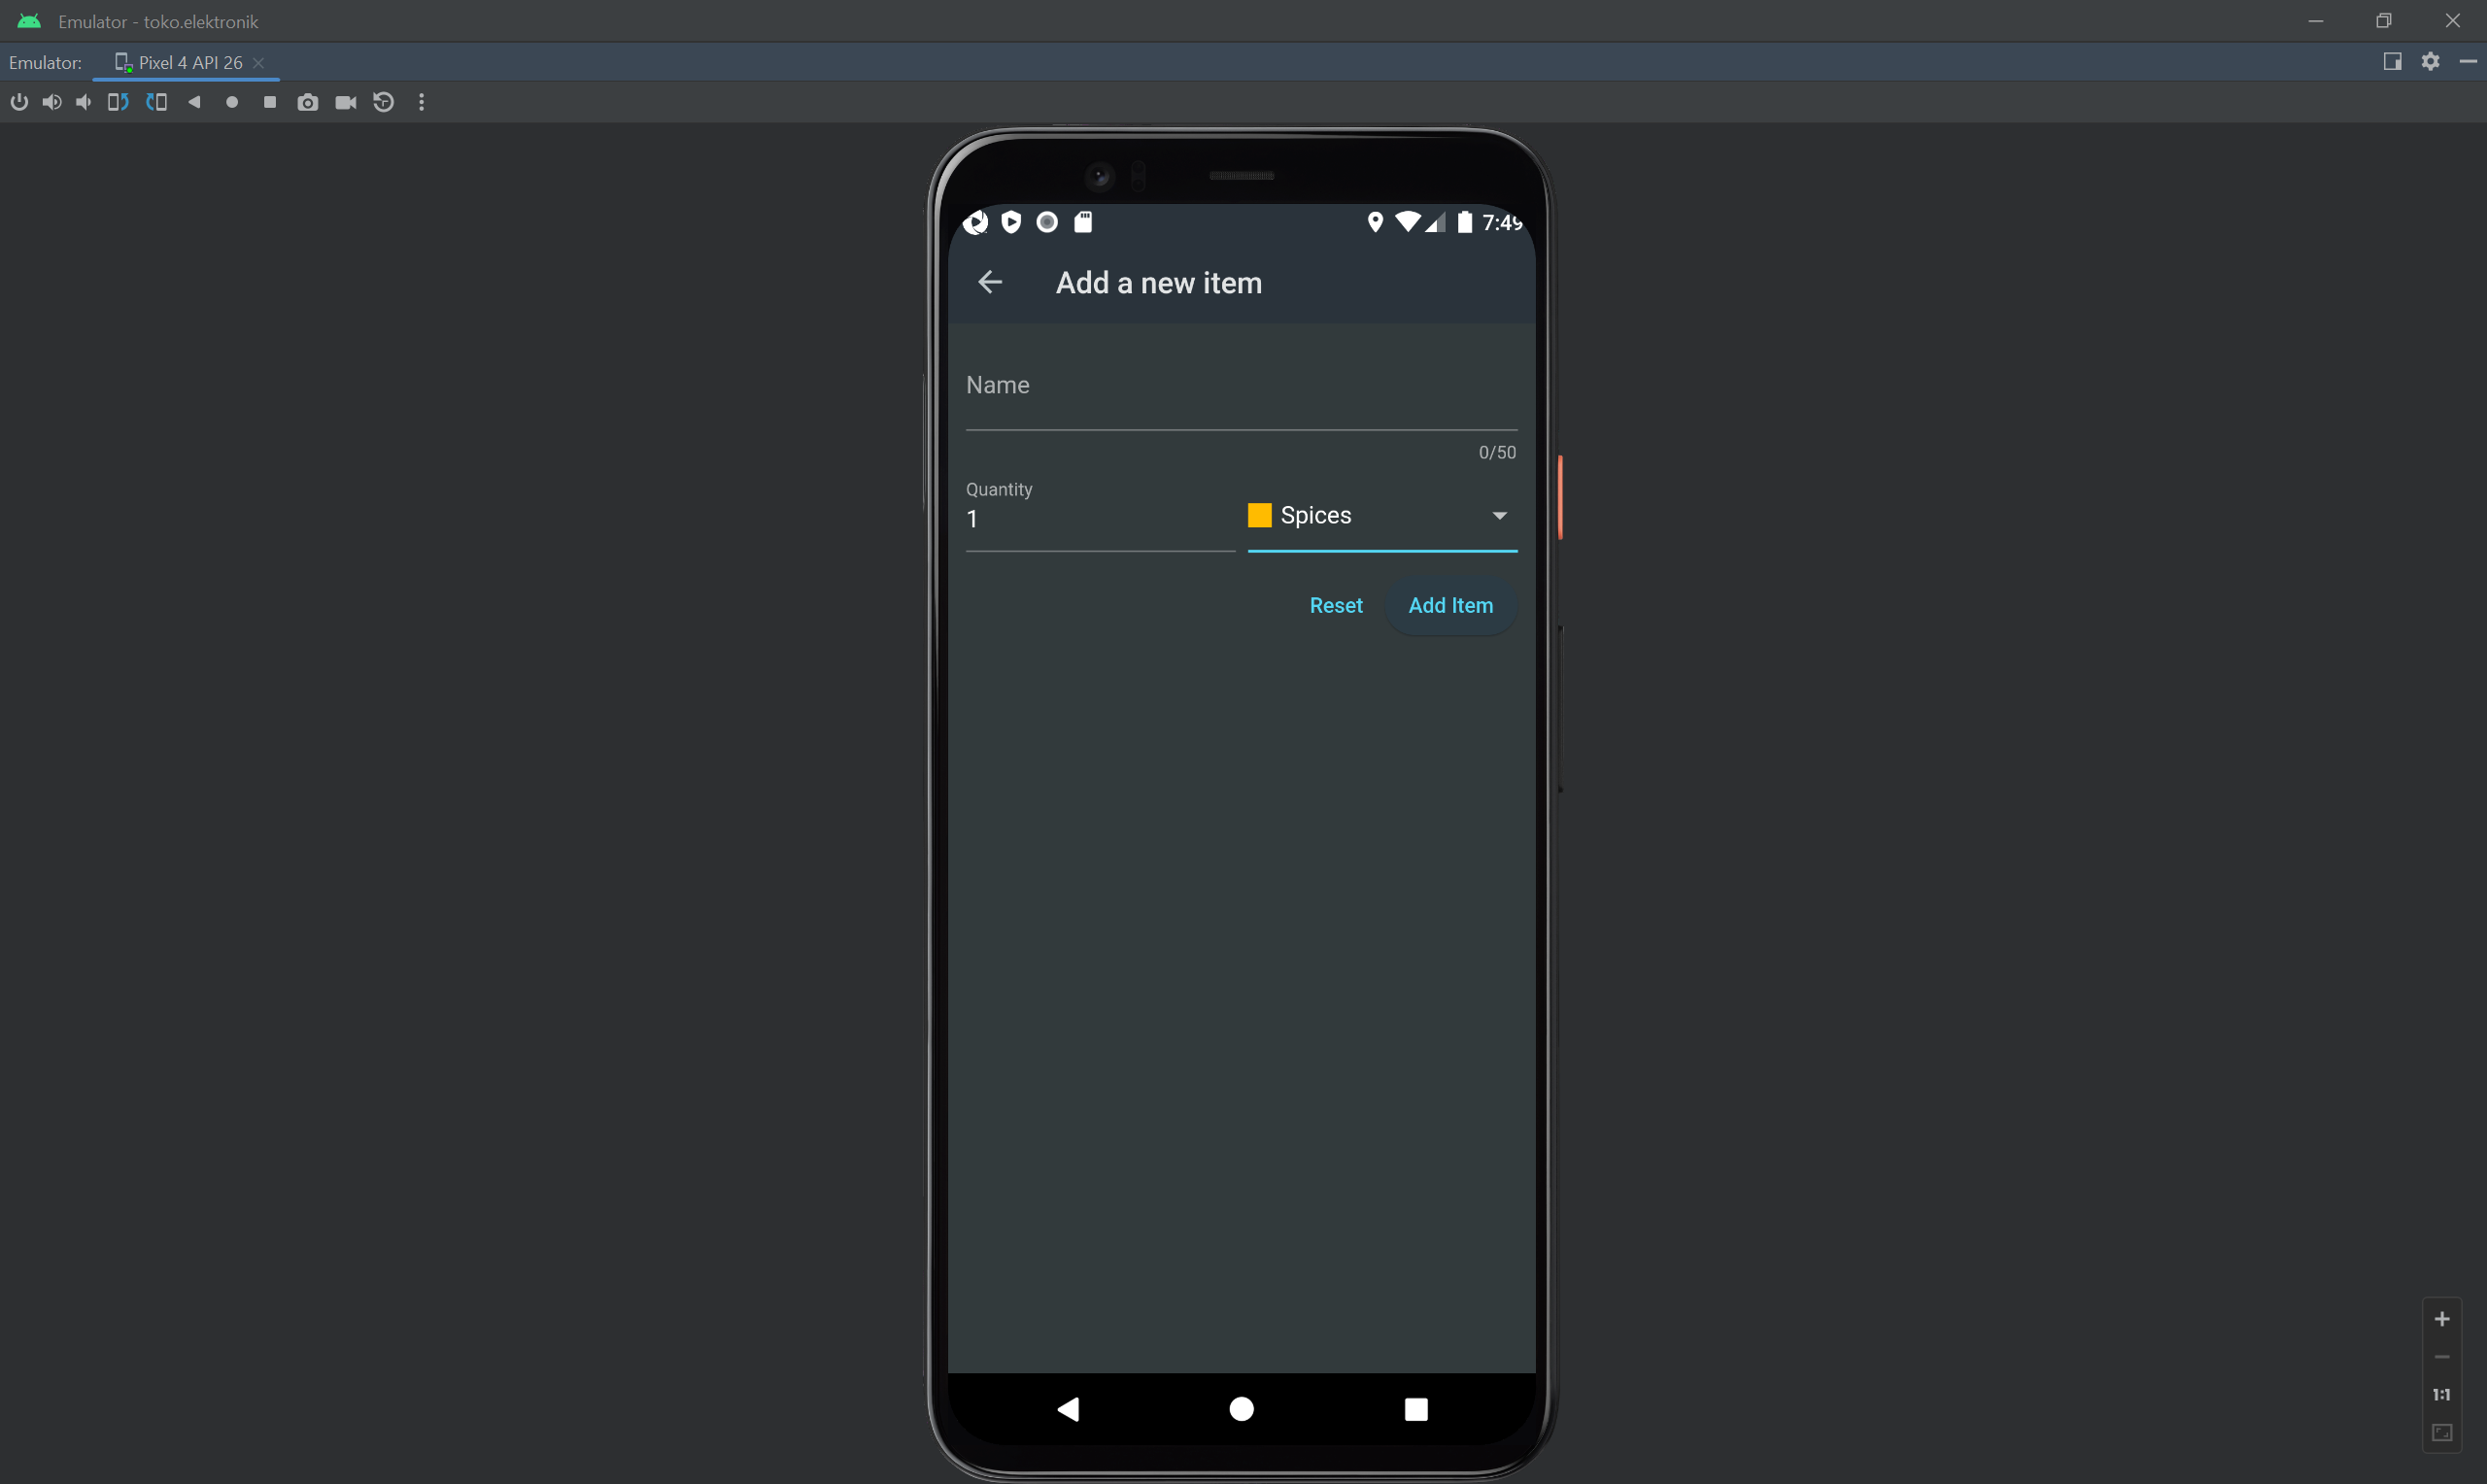 Emulator - toko.elektronik
Emulator: Pixel 4 API 26
7:49
Add a new item
Name
0/50
Quantity
1
Spices
Reset Add Item
1:1